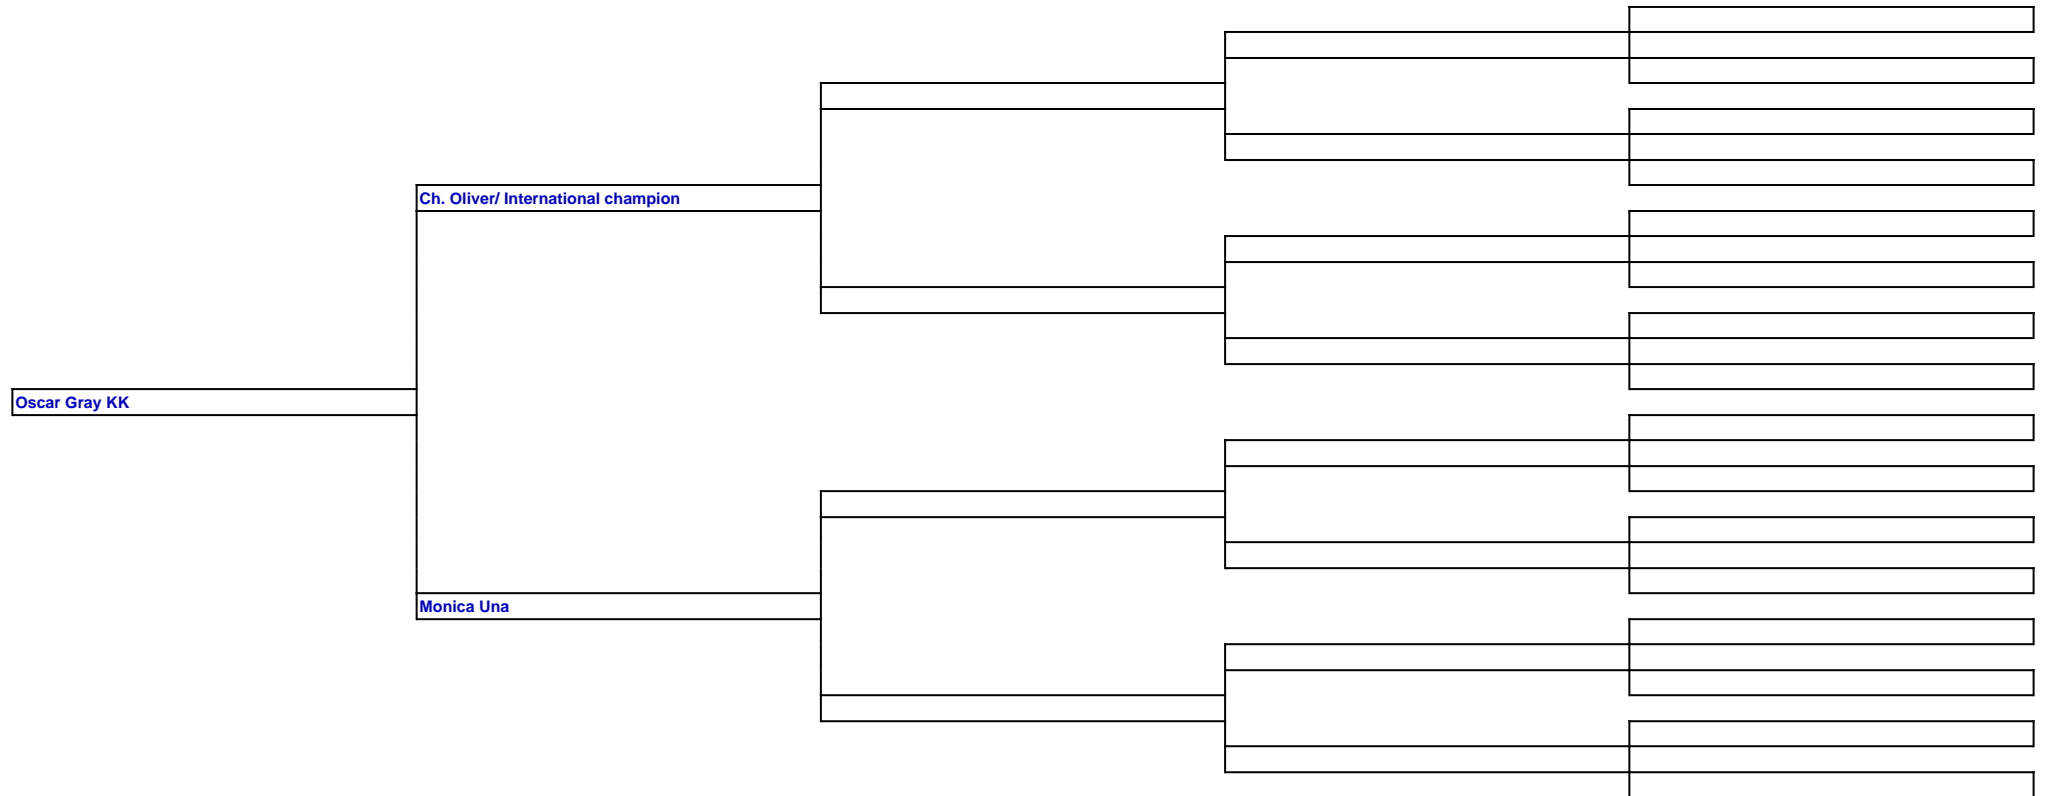 Ch. Oliver/ International champion
Oscar Gray KK
Monica Una